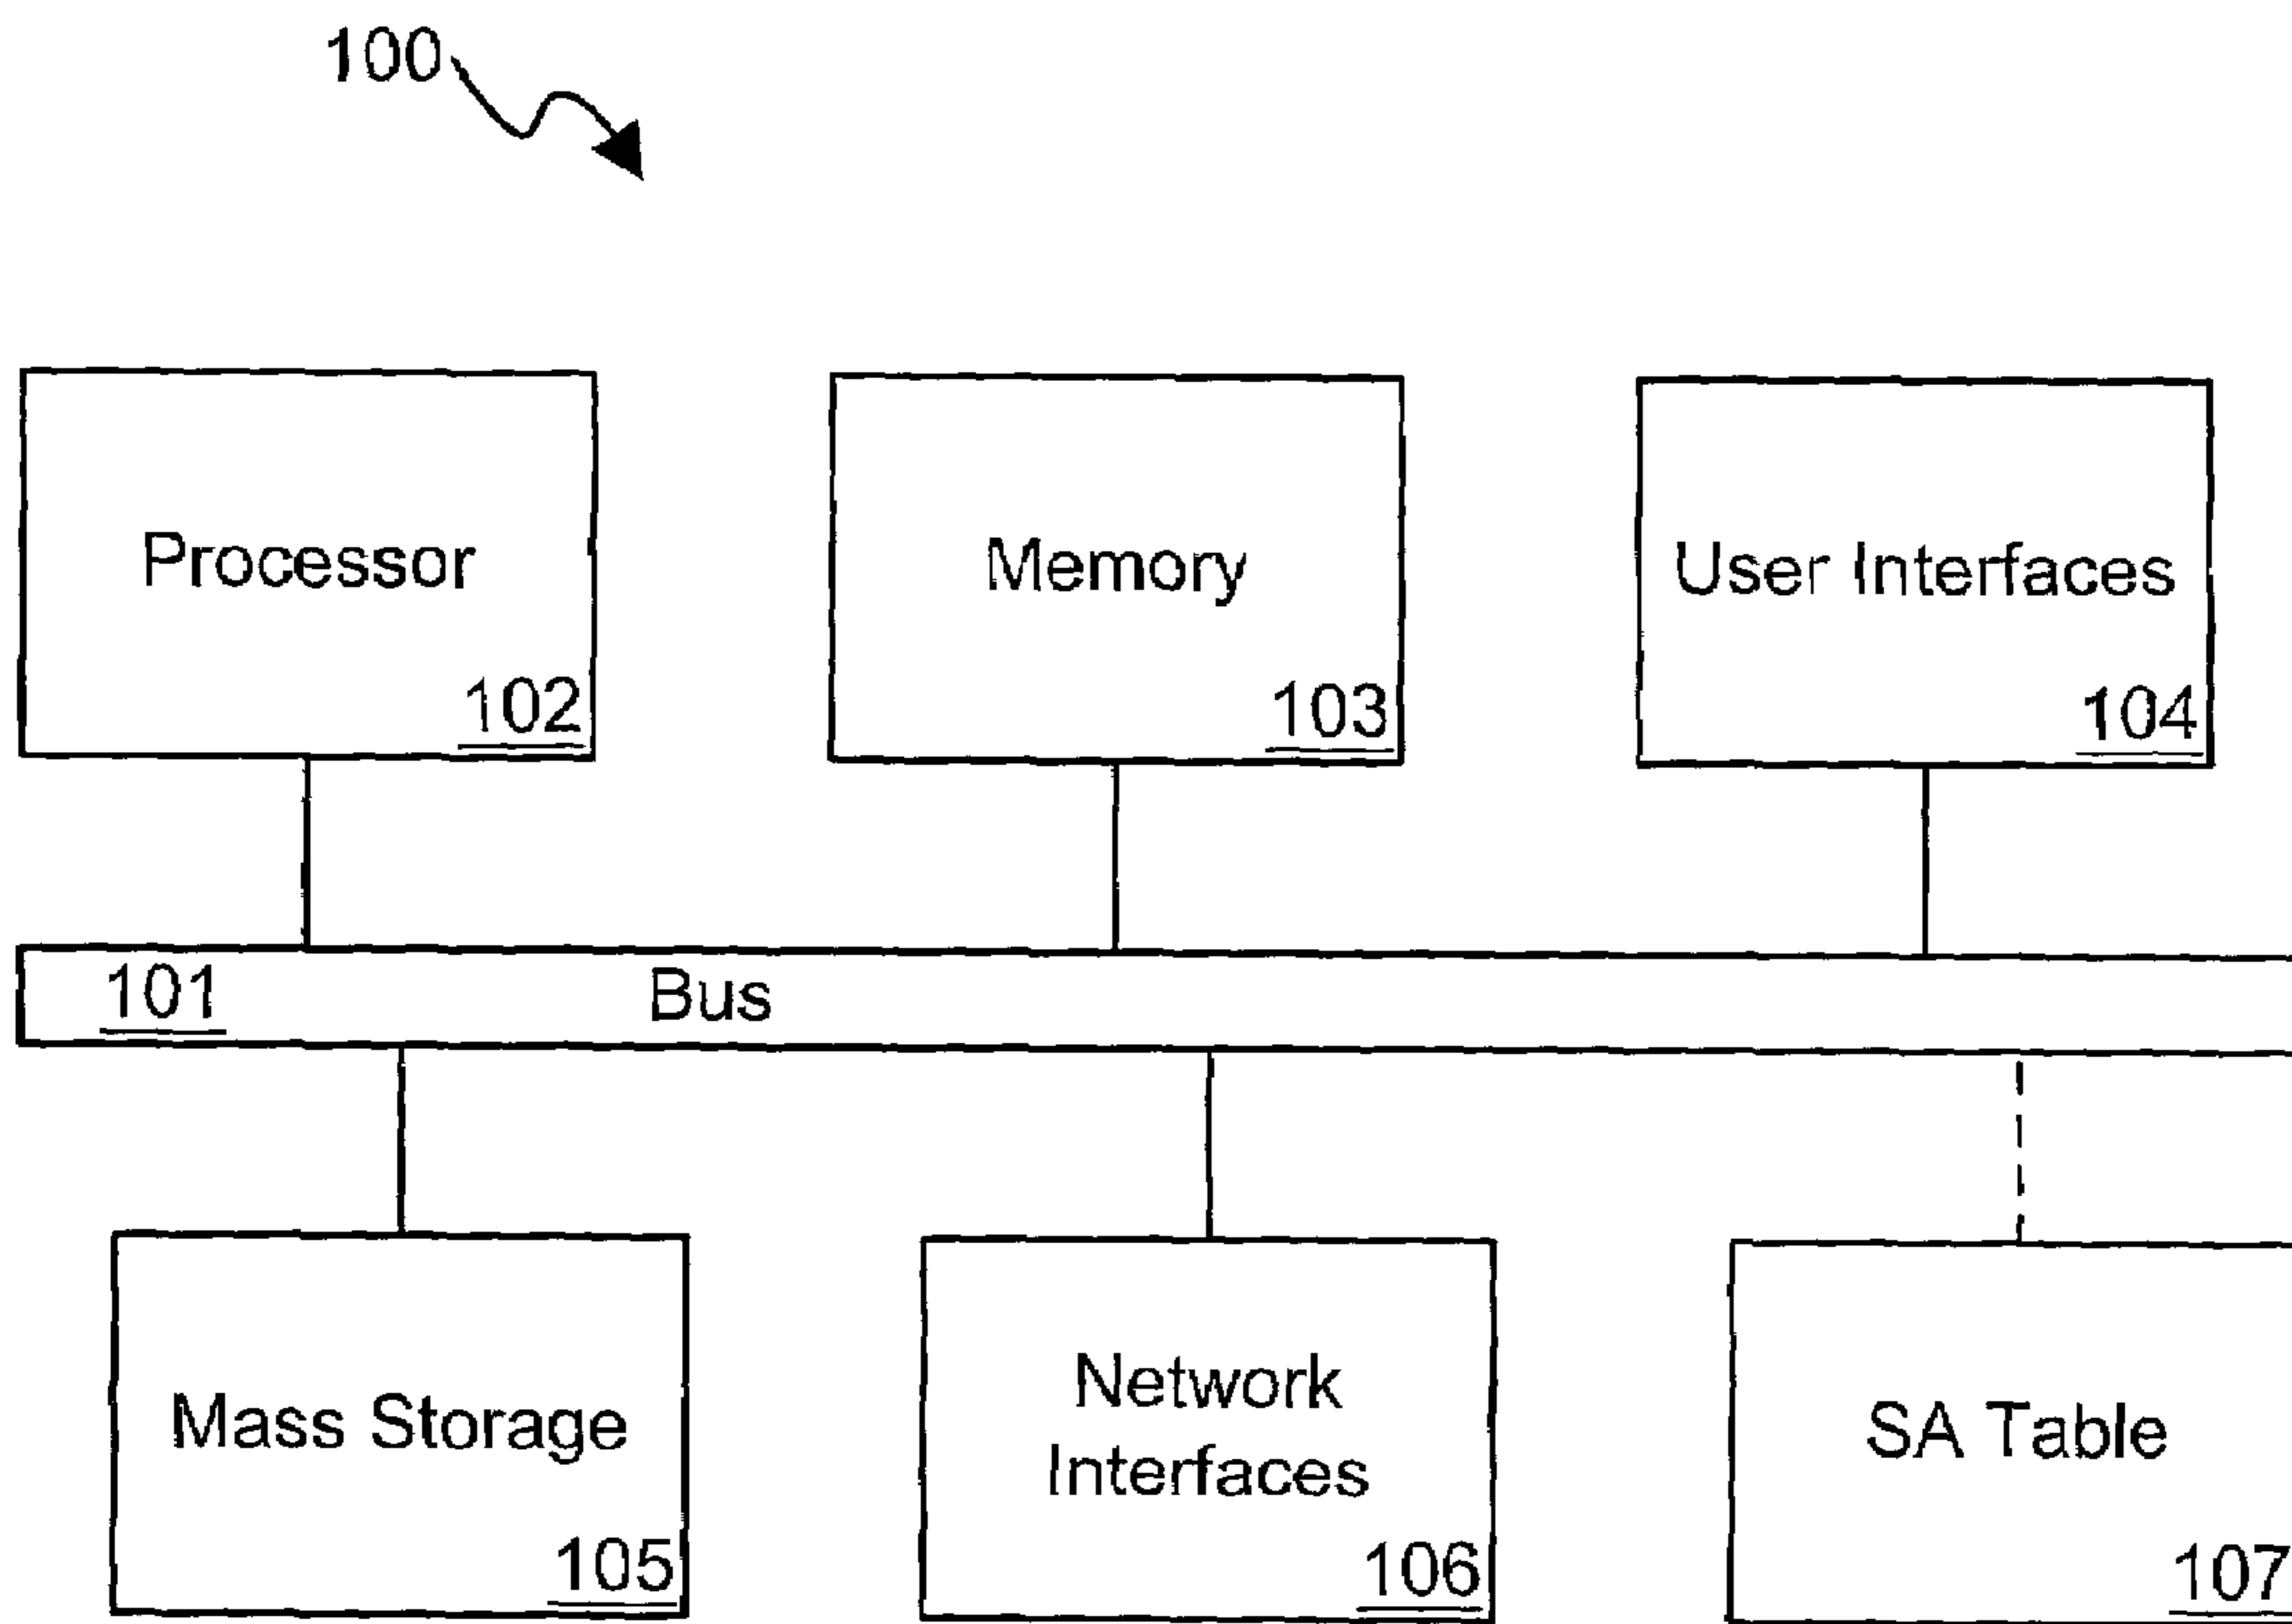 100
Processor
102
Memory
103
User Interfaces
104
101
Bus
Mass Storage
105
Network
Interfaces
106
SA Table
107